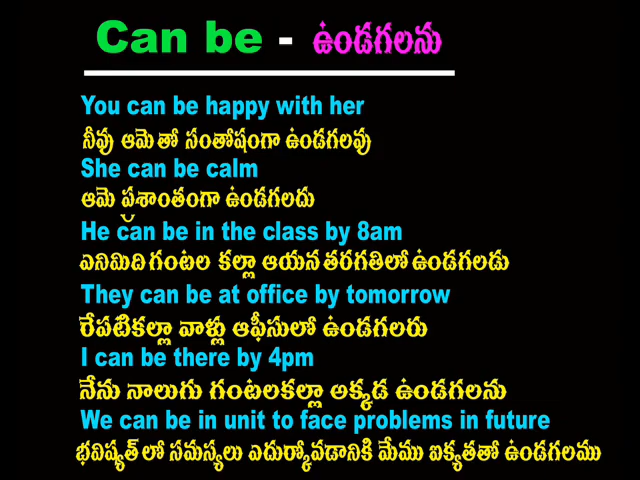 Can be - ఉండగలను
You can be happy with her
నీవు ఆమెతో సంతోషంగా ఉండగలవు
She can be calm
ఆమె ప్రశాంతంగా ఉండగలదు
He can be in the class by 8am
ఎనిమిది గంటల కల్లా ఆయన తరగతిలో ఉండగలడు
They can be at office by tomorrow
రేపటికల్లా వాళ్లు ఆఫీసులో ఉండగలరు
I can be there by 4pm
నేను నాలుగు గంటలకల్లా అక్కడ ఉండగలను
We can be in unit to face problems in future
భవిష్యత్ లో సమస్యలు ఎదుర్కోవడానికి మేము ఐక్యతతో ఉండగలము